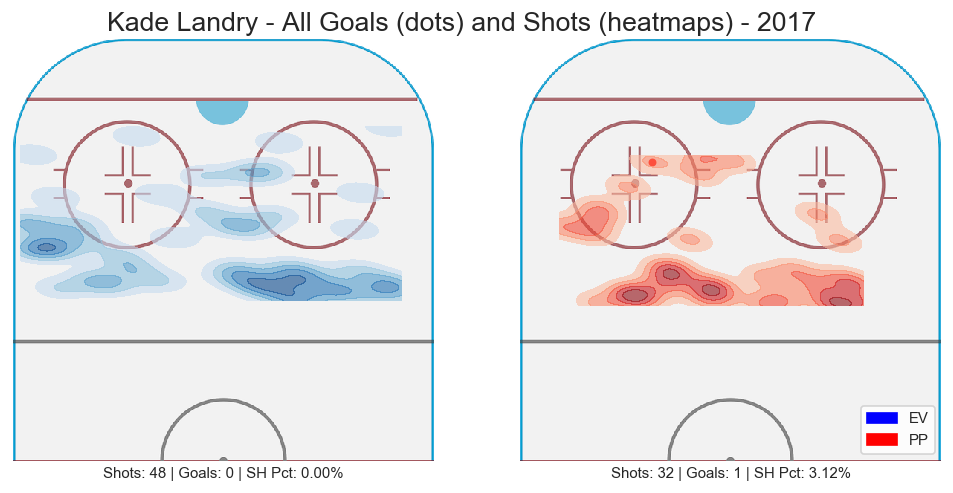 Kade Landry - All Goals (dots) and Shots (heatmaps) - 2017
EV
PP
Shots: 48 | Goals: 0 | SH Pct: 0.00%
Shots: 32 | Goals: 1 | SH Pct: 3.12%